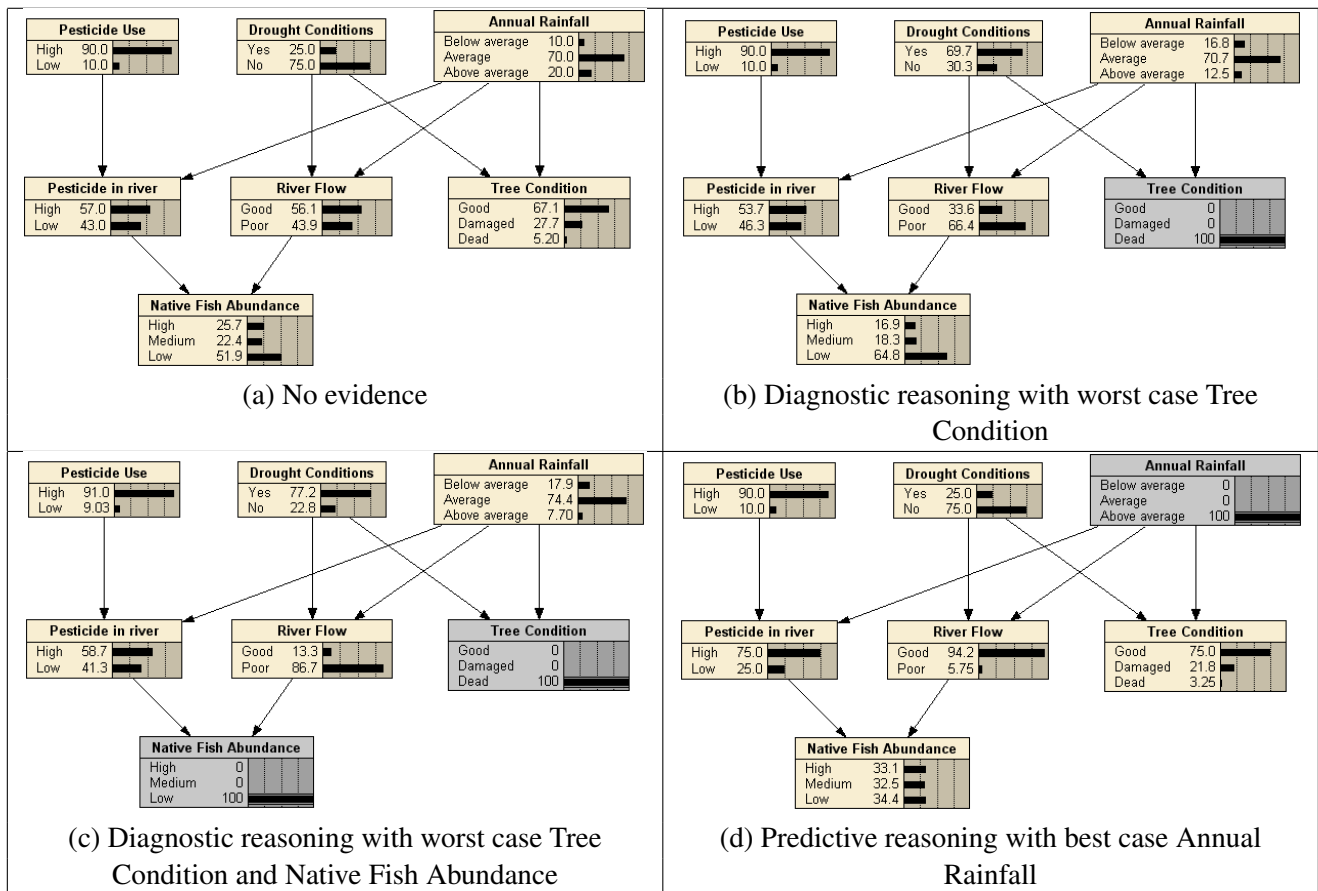 Pesticide Use
High 90.0
Low 10.0
Drought Conditions
Yes 25.0
No 75.0
Annual Rainfall
Below average 10.0
Average 70.0
Above average 20.0
Pesticide in river
High 57.0
Low 43.0
River Flow
Good 56.1
Poor 43.9
Tree Condition
Good 67.1
Damaged 27.7
Dead 5.20
Native Fish Abundance
High 25.7
Medium 22.4
Low 51.9
(a) No evidence
Pesticide Use
High 90.0
Low 10.0
Drought Conditions
Yes 69.7
No 30.3
Annual Rainfall
Below average 16.8
Average 70.7
Above average 12.5
Pesticide in river
High 53.7
Low 46.3
River Flow
Good 33.6
Poor 66.4
Tree Condition
Good 0
Damaged 0
Dead 100
Native Fish Abundance
High 16.9
Medium 18.3
Low 64.8
(b) Diagnostic reasoning with worst case Tree
Condition
Pesticide Use
High 91.0
Low 9.03
Drought Conditions
Yes 77.2
No 22.8
Annual Rainfall
Below average 17.9
Average 74.4
Above average 7.70
Pesticide in river
High 58.7
Low 41.3
River Flow
Good 13.3
Poor 86.7
Tree Condition
Good 0
Damaged 0
Dead 100
Native Fish Abundance
High 0
Medium 0
Low 100
(c) Diagnostic reasoning with worst case Tree
Condition and Native Fish Abundance
Pesticide Use
High 90.0
Low 10.0
Drought Conditions
Yes 25.0
No 75.0
Annual Rainfall
Below average 0
Average 0
Above average 100
Pesticide in river
High 75.0
Low 25.0
River Flow
Good 94.2
Poor 5.75
Tree Condition
Good 75.0
Damaged 21.8
Dead 3.25
Native Fish Abundance
High 33.1
Medium 32.5
Low 34.4
(d) Predictive reasoning with best case Annual
Rainfall